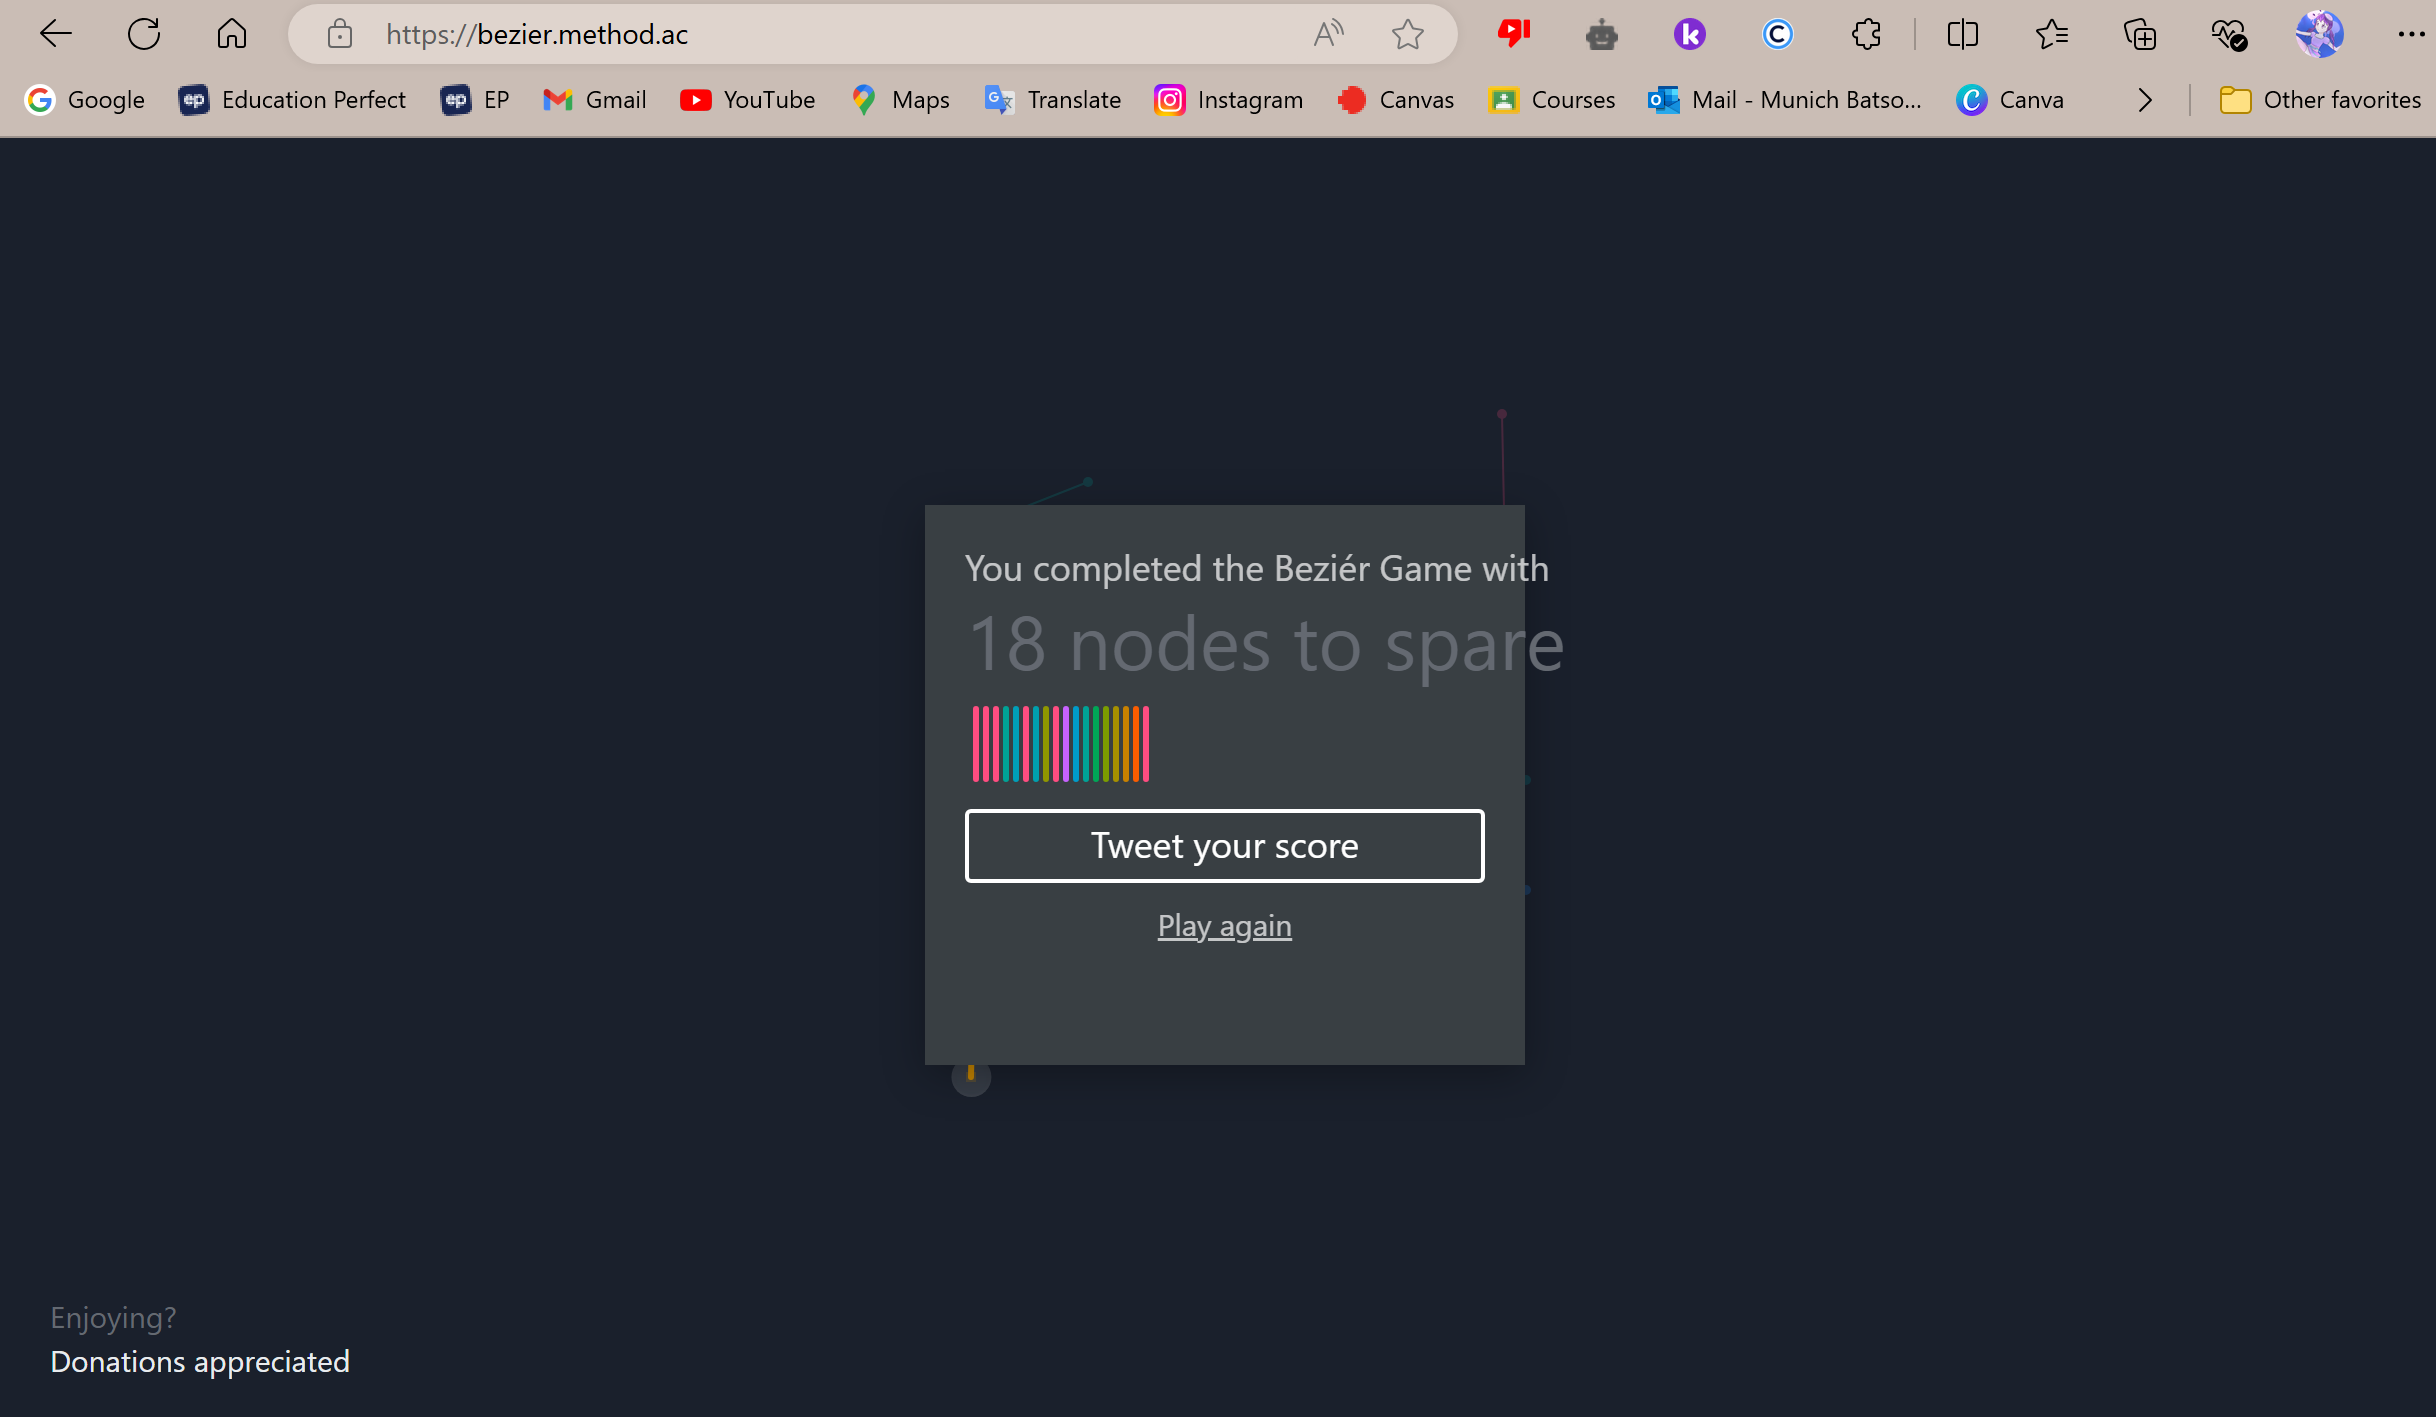 https://bezier.method.ac
Google Education Perfect EP Gmail YouTube Maps Translate Instagram Canvas Courses Mail - Munich Batso... Canva Other favorites
You completed the Beziér Game with
18 nodes to spare
Tweet your score
Play again
Enjoying?
Donations appreciated